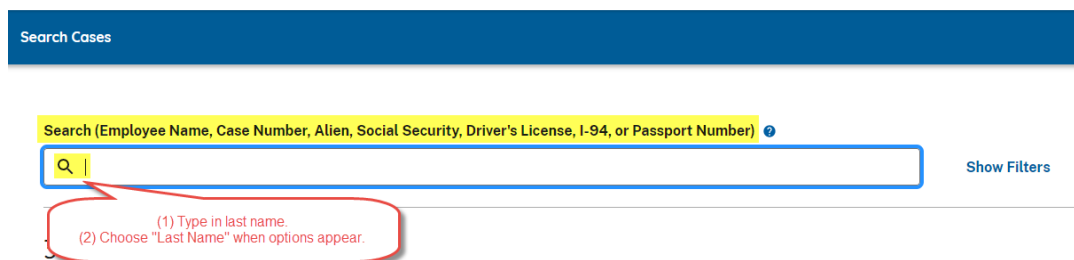 Search Cases
Search (Employee Name, Case Number, Alien, Social Security, Driver's License, I-94, or Passport Number)
Show Filters
(1) Type in last name.
(2) Choose "Last Name" when options appear.